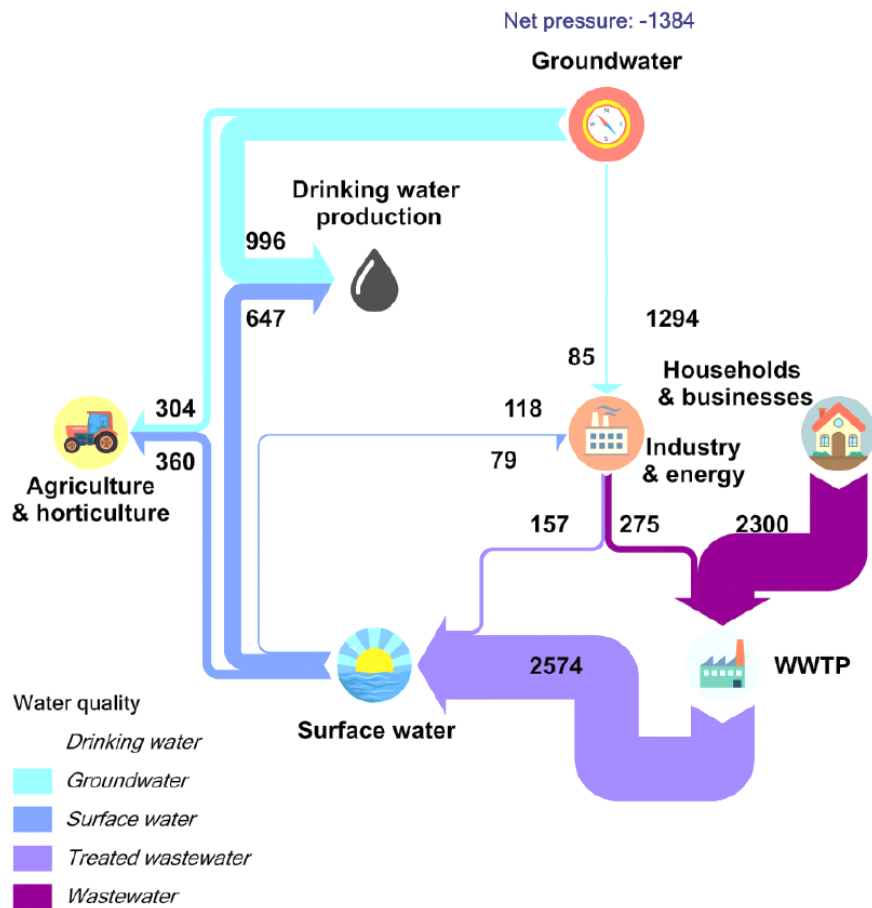 Net pressure: -1384
Groundwater
Drinking water
production
996
647
1294
85
Households
& businesses
304
118
360
79
Industry
& energy
Agriculture
& horticulture
157
275
2300
2574
WWTP
Surface water
Water quality
Drinking water
Groundwater
Surface water
Treated wastewater
Wastewater